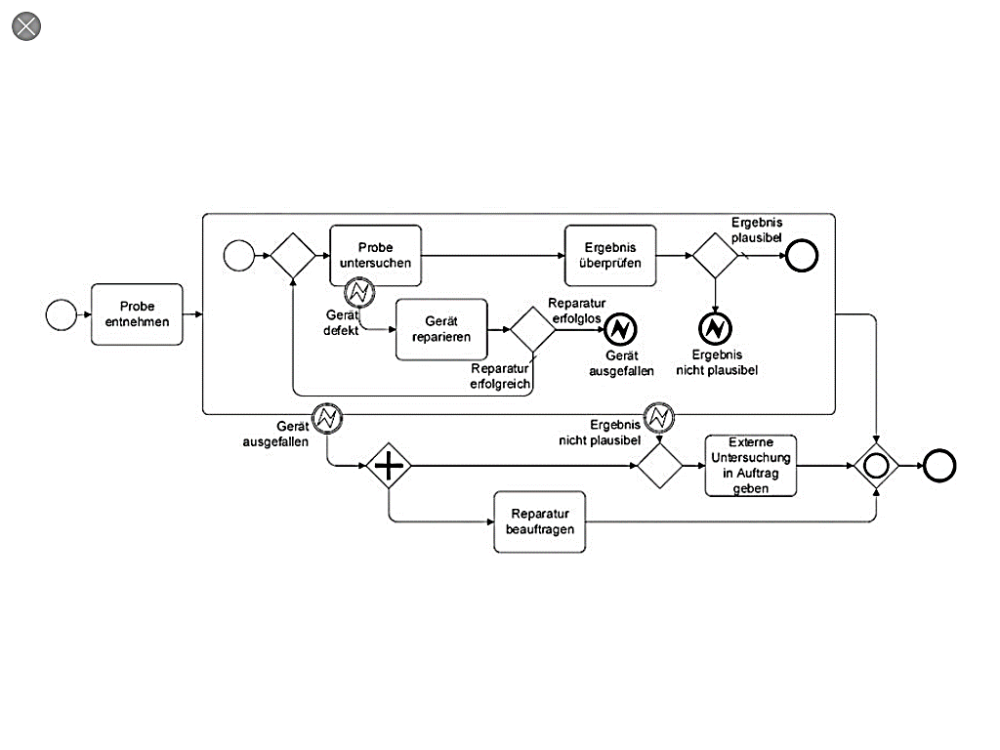 Ergebnis
plausibel
Probe
untersuchen
Ergebnis
überprüfen
Probe
entnehmen
Gerät
defekt
Gerät
reparieren
Reparatur
erfolglos
Gerät
ausgefallen
Ergebnis
nicht plausibel
Reparatur
erfolgreich
Gerät
ausgefallen
Ergebnis
nicht plausibel
Externe
Untersuchung
in Auftrag
geben
Reparatur
beauftragen